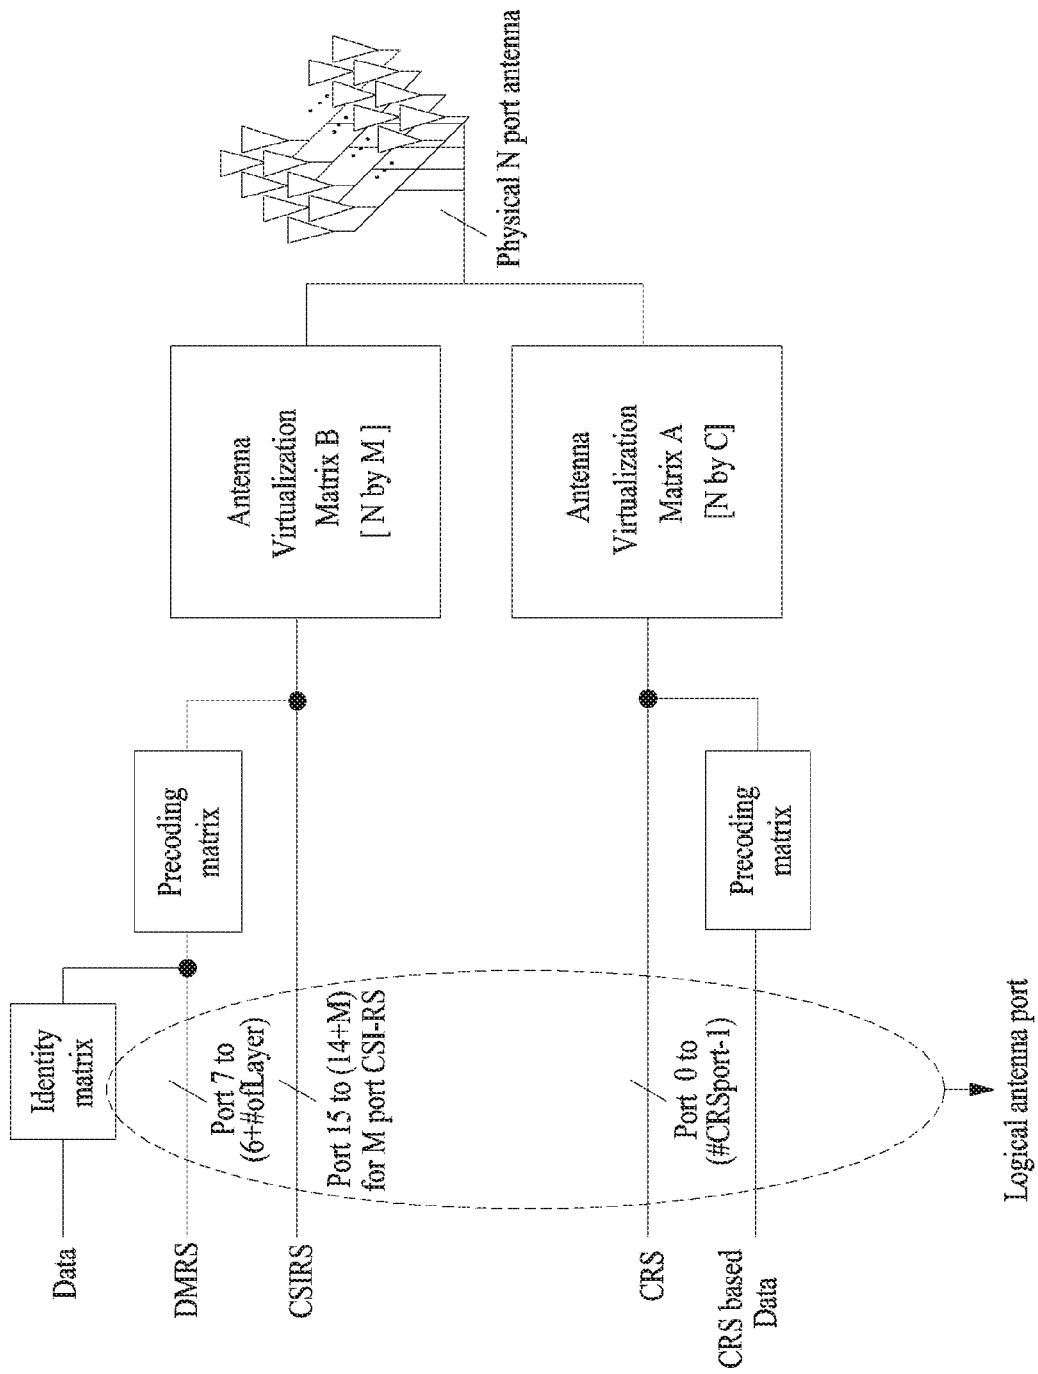 Data
Identity
matrix
DMRS
Port 7 to
(6+#ofLayer)
Precoding
matrix
CSIRS
Port 15 to (14+M)
for M port CSI-RS
Antenna
Virtualization
Matrix B
[ N by M ]
Physical N port antenna
CRS
Port 0 to
(#CRSport-1)
Antenna
Virtualization
Matrix A
[N by C]
CRS based
Data
Precoding
matrix
Logical antenna port